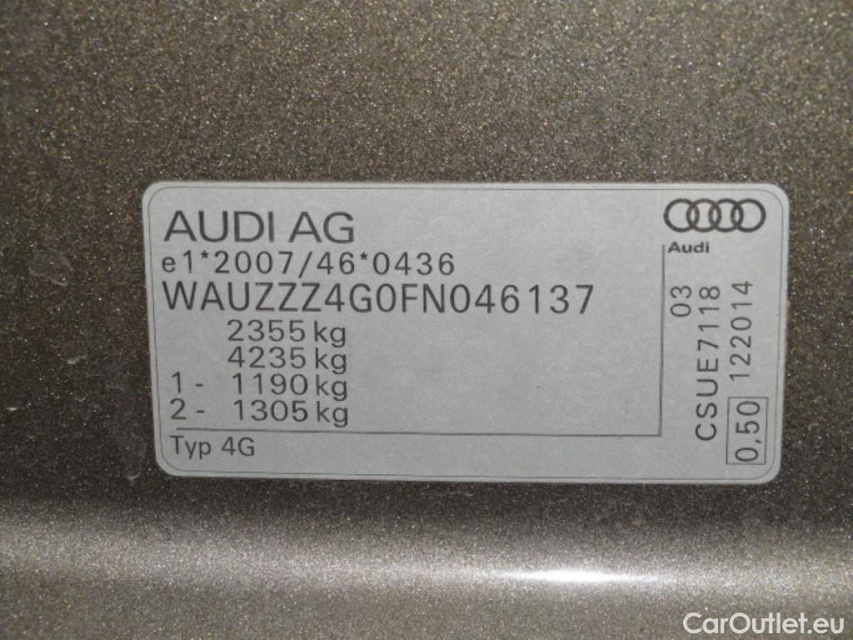 AUDI AG
e1*2007/46*0436
WAUZZZ4G0FN046137
2355 kg
4235 kg
1- 1190 kg
2- 1305 kg
Typ 4G
Audi
03
CSUE7118
122014
0,50
CarOutlet.eu